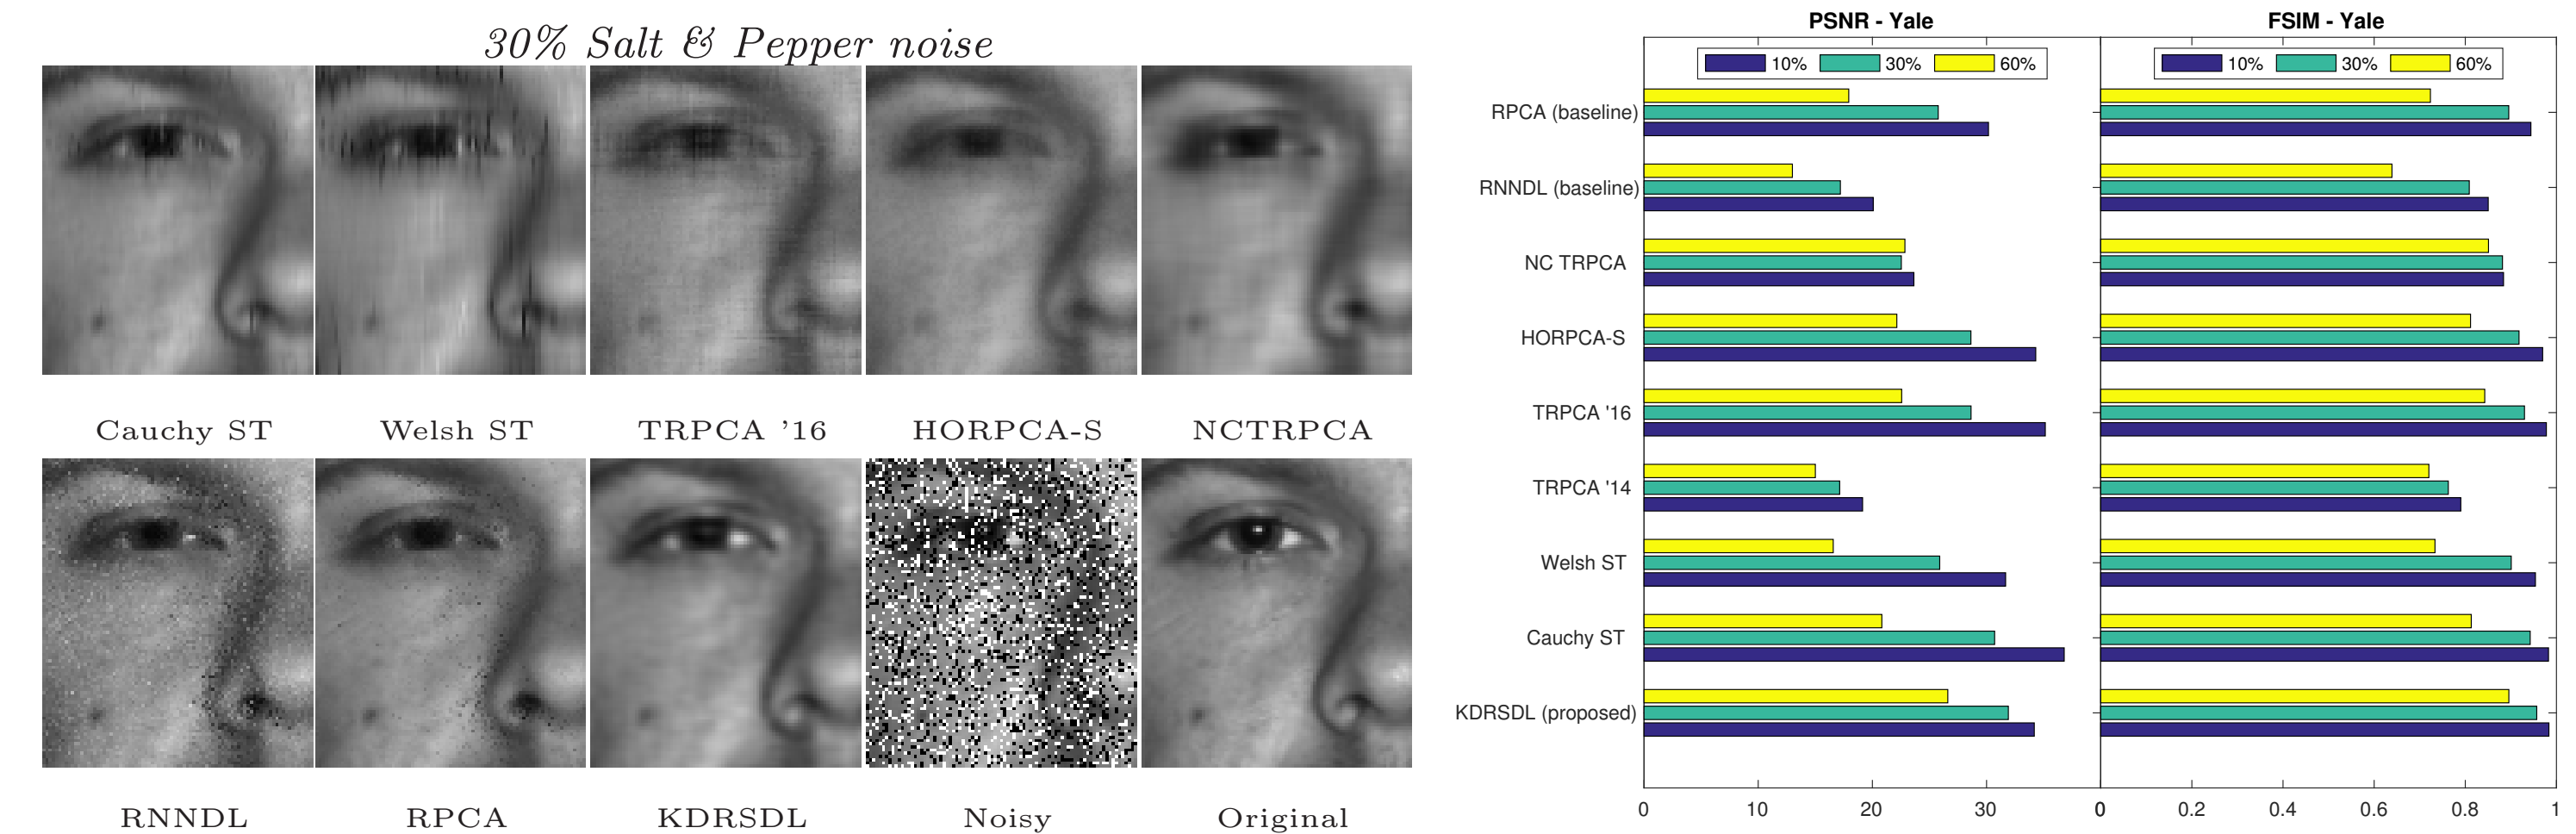 30% Salt & Pepper noise
Cauchy ST Welsh ST TRPCA '16 HORPCA-S NCTRPCA
RNNDL RPCA KDRSDL Noisy Original
PSNR - Yale
10% 30% 60%
RPCA (baseline)
RNNDL (baseline)
NC TRPCA
HORPCA-S
TRPCA '16
TRPCA '14
Welsh ST
Cauchy ST
KDRSDL (proposed)
0 10 20 30
FSIM - Yale
10% 30% 60%
0 0.2 0.4 0.6 0.8 1